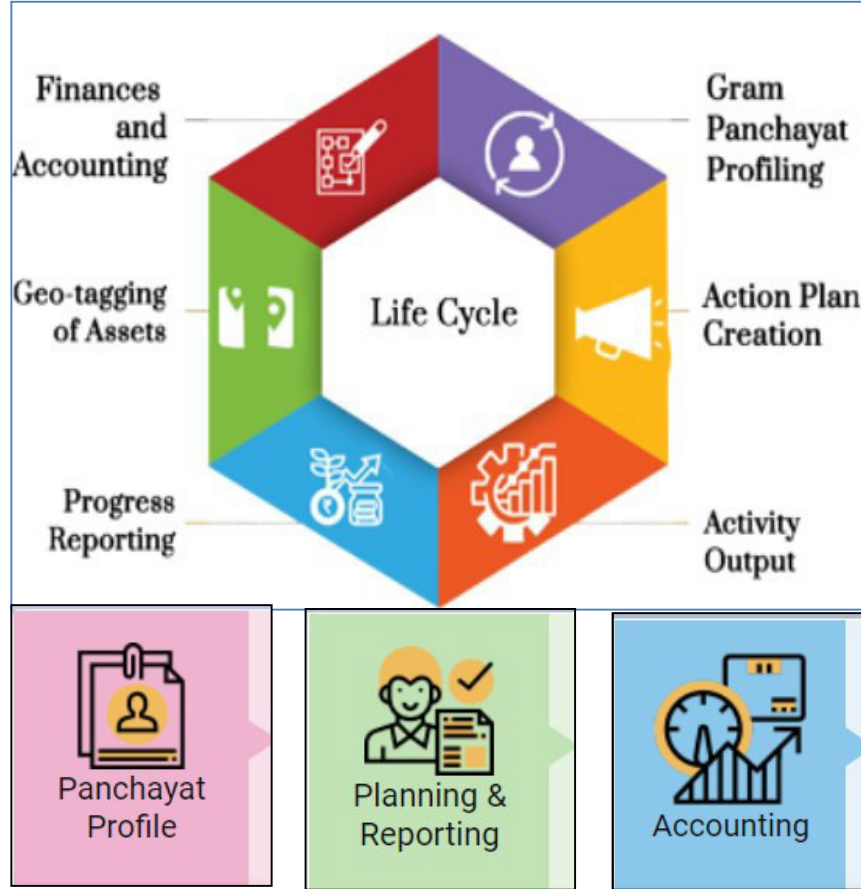 Finances
and
Accounting
Gram
Panchayat
Profiling
Geo-tagging
of Assets
Life Cycle
Action Plan
Creation
Progress
Reporting
Activity
Output
Panchayat
Profile
Planning &
Reporting
Accounting